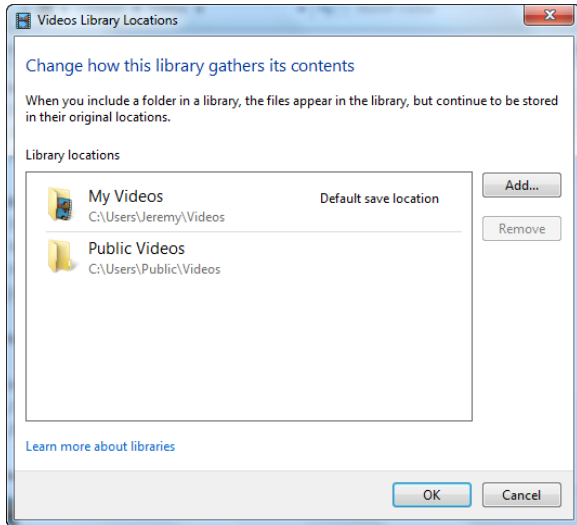 Videos Library Locations
Change how this library gathers its contents
When you include a folder in a library, the files appear in the library, but continue to be stored
in their original locations.
Library locations
My Videos Default save location
C:\Users\Jeremy\Videos
Public Videos
C:\Users\Public\Videos
Add...
Remove
Learn more about libraries
OK Cancel